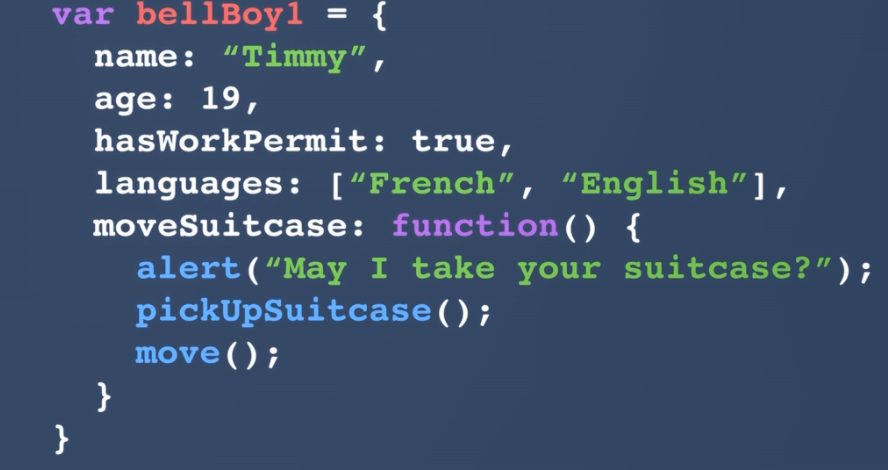 var bellBoy1 = {
name: “Timmy”,
age: 19,
hasWorkPermit: true,
languages: [“French”, “English”],
moveSuitcase: function() {
alert(“May I take your suitcase?”);
pickUpSuitcase();
move();
}
}